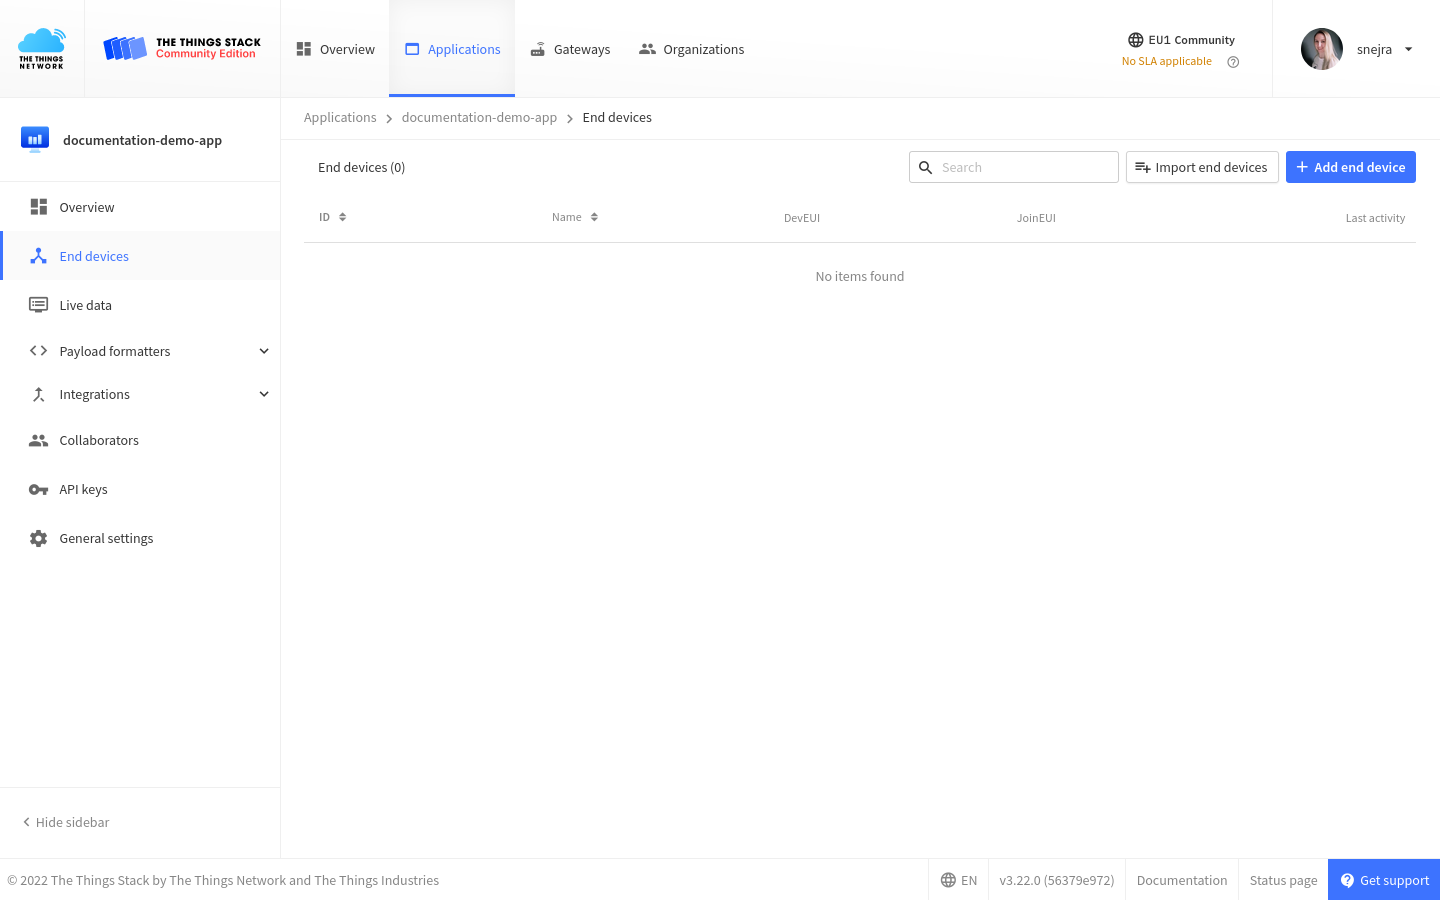 THE THINGS
NETWORK
THE THINGS STACK
Community Edition
Overview
Applications
Gateways
Organizations
EU1 Community
No SLA applicable
snejra
documentation-demo-app
Applications
documentation-demo-app
End devices
End devices (0)
Search
Import end devices
Add end device
ID
Name
DevEUI
JoinEUI
Last activity
No items found
Overview
End devices
Live data
Payload formatters
Integrations
Collaborators
API keys
General settings
Hide sidebar
© 2022 The Things Stack by The Things Network and The Things Industries
EN
v3.22.0 (56379e972)
Documentation
Status page
Get support